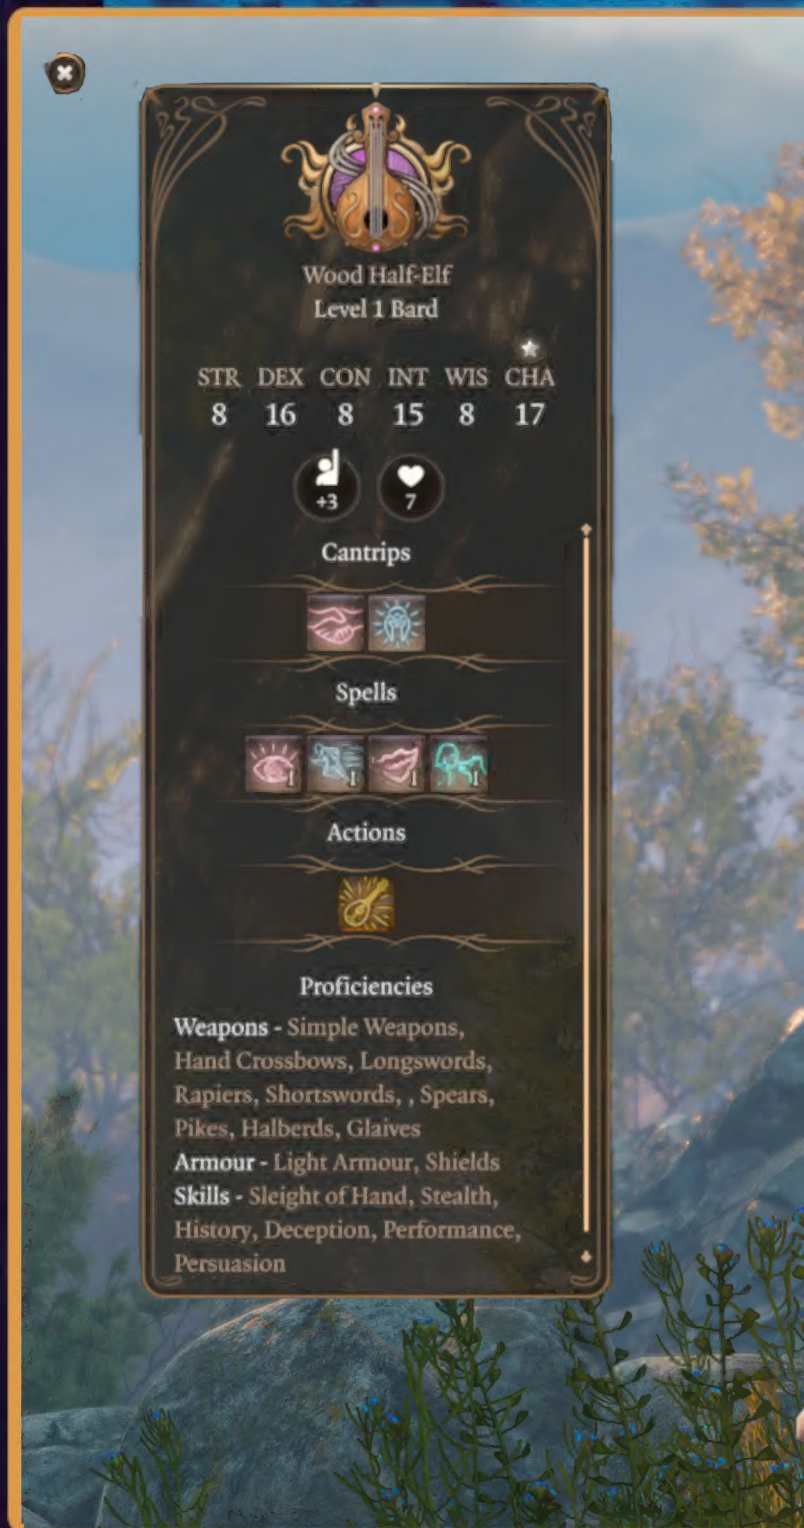 Wood Half-Elf
Level 1 Bard
STR DEX CON INT WIS CHA
8 16 8 15 8 17
+3 7
Cantrips
Spells
I I I I
Actions
Proficiencies
Weapons - Simple Weapons,
Hand Crossbows, Longswords,
Rapiers, Shortswords, , Spears,
Pikes, Halberds, Glaives
Armour - Light Armour, Shields
Skills - Sleight of Hand, Stealth,
History, Deception, Performance,
Persuasion